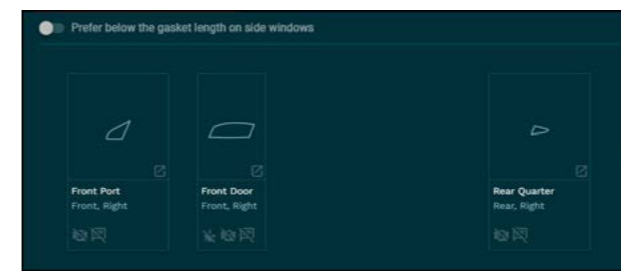 Prefer below the gasket length on side windows
Front Port
Front, Right
Front Door
Front, Right
Rear Quarter
Rear, Right